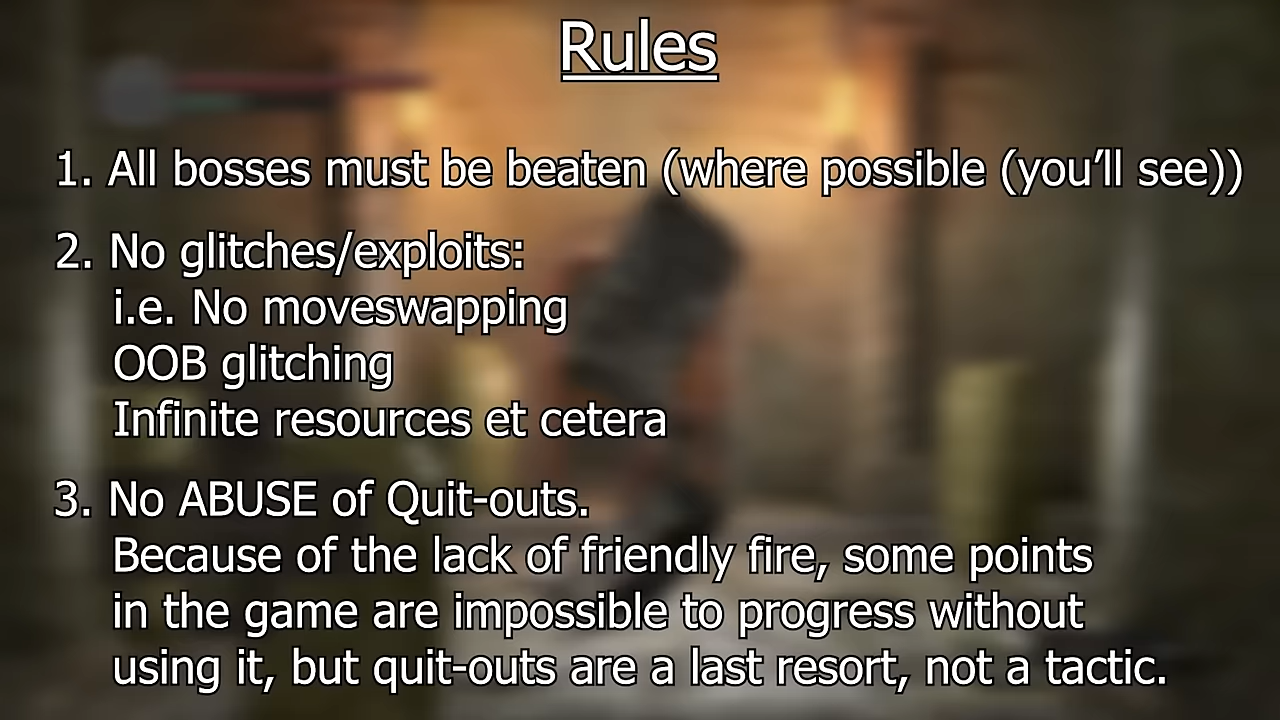 Rules
1. All bosses must be beaten (where possible (you’ll see))
2. No glitches/exploits:
i.e. No moveswapping
OOB glitching
Infinite resources et cetera
3. No ABUSE of Quit-outs.
Because of the lack of friendly fire, some points
in the game are impossible to progress without
using it, but quit-outs are a last resort, not a tactic.